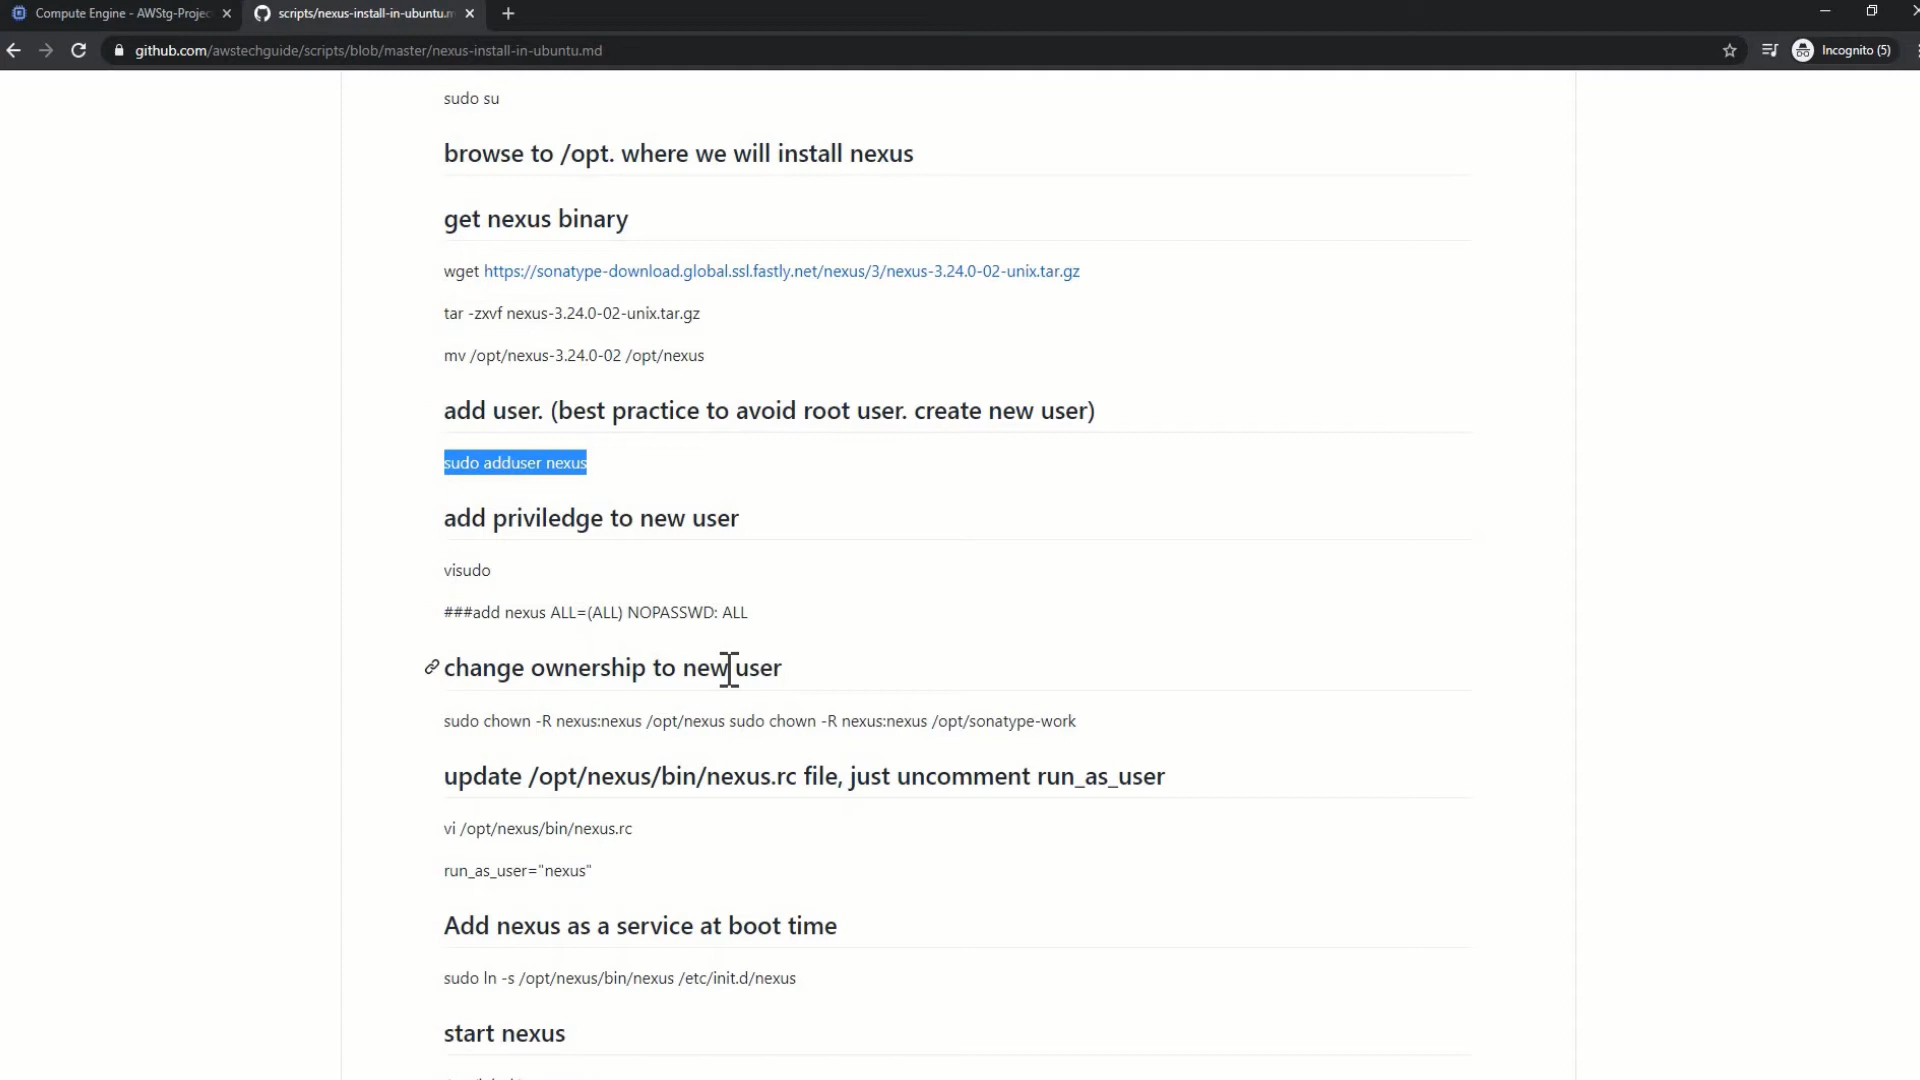 Compute Engine - AWStg-Projec
scripts/nexus-install-in-ubuntu.m
github.com/awstechguide/scripts/blob/master/nexus-install-in-ubuntu.md
Incognito (5)
sudo su
browse to /opt. where we will install nexus
get nexus binary
wget https://sonatype-download.global.ssl.fastly.net/nexus/3/nexus-3.24.0-02-unix.tar.gz
tar -zxvf nexus-3.24.0-02-unix.tar.gz
mv /opt/nexus-3.24.0-02 /opt/nexus
add user. (best practice to avoid root user. create new user)
sudo adduser nexus
add priviledge to new user
visudo
###add nexus ALL=(ALL) NOPASSWD: ALL
change ownership to new user
sudo chown -R nexus:nexus /opt/nexus sudo chown -R nexus:nexus /opt/sonatype-work
update /opt/nexus/bin/nexus.rc file, just uncomment run_as_user
vi /opt/nexus/bin/nexus.rc
run_as_user="nexus"
Add nexus as a service at boot time
sudo ln -s /opt/nexus/bin/nexus /etc/init.d/nexus
start nexus